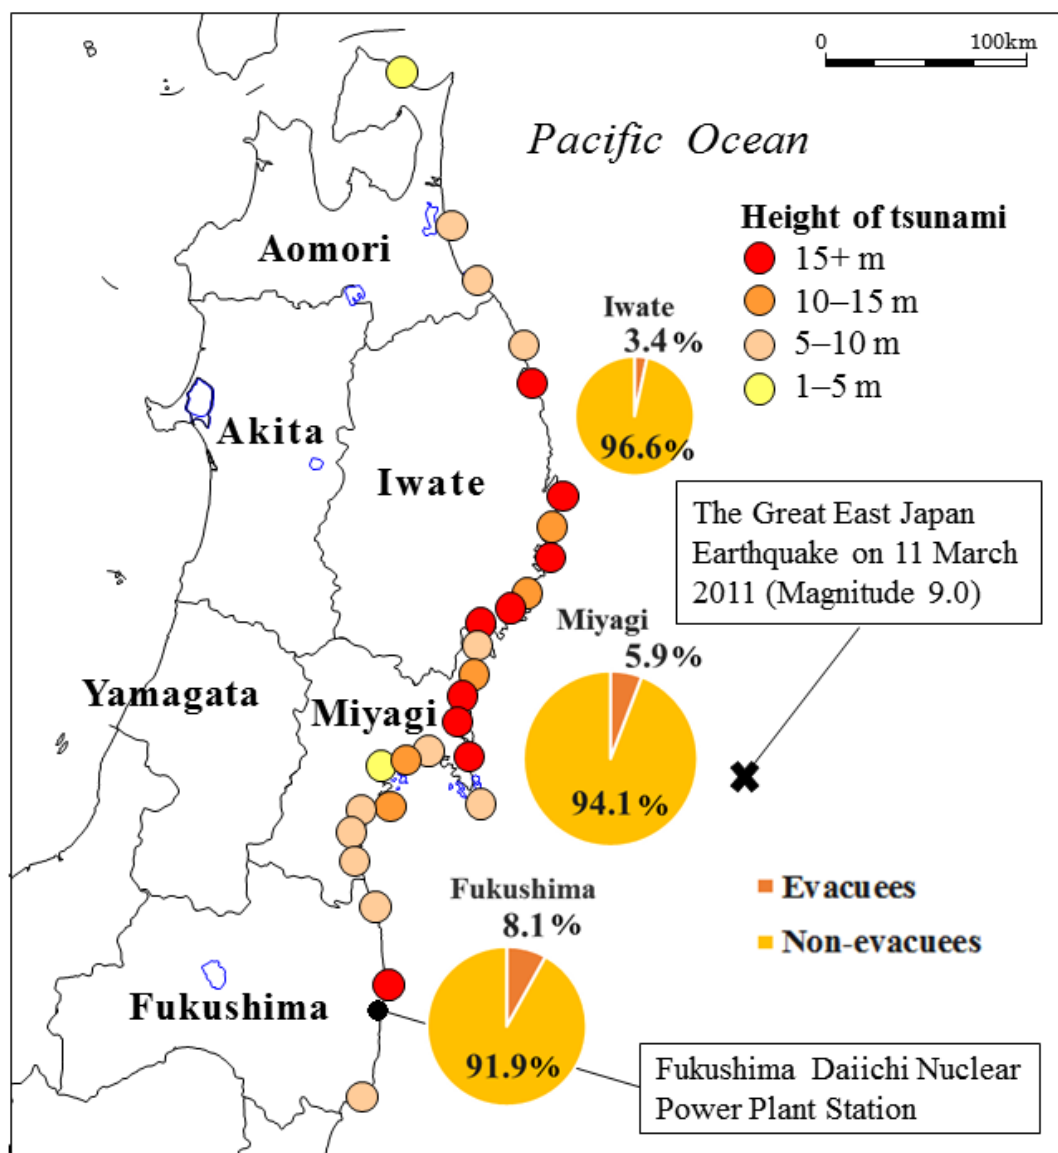 0 100km
Pacific Ocean
Height of tsunami
15+ m
10–15 m
5–10 m
1–5 m
Aomori
Iwate
3.4%
96.6%
Akita
Iwate
The Great East Japan
Earthquake on 11 March
2011 (Magnitude 9.0)
Miyagi
5.9%
94.1%
Yamagata
Miyagi
Fukushima
8.1%
91.9%
Evacuees
Non-evacuees
Fukushima
Fukushima Daiichi Nuclear
Power Plant Station